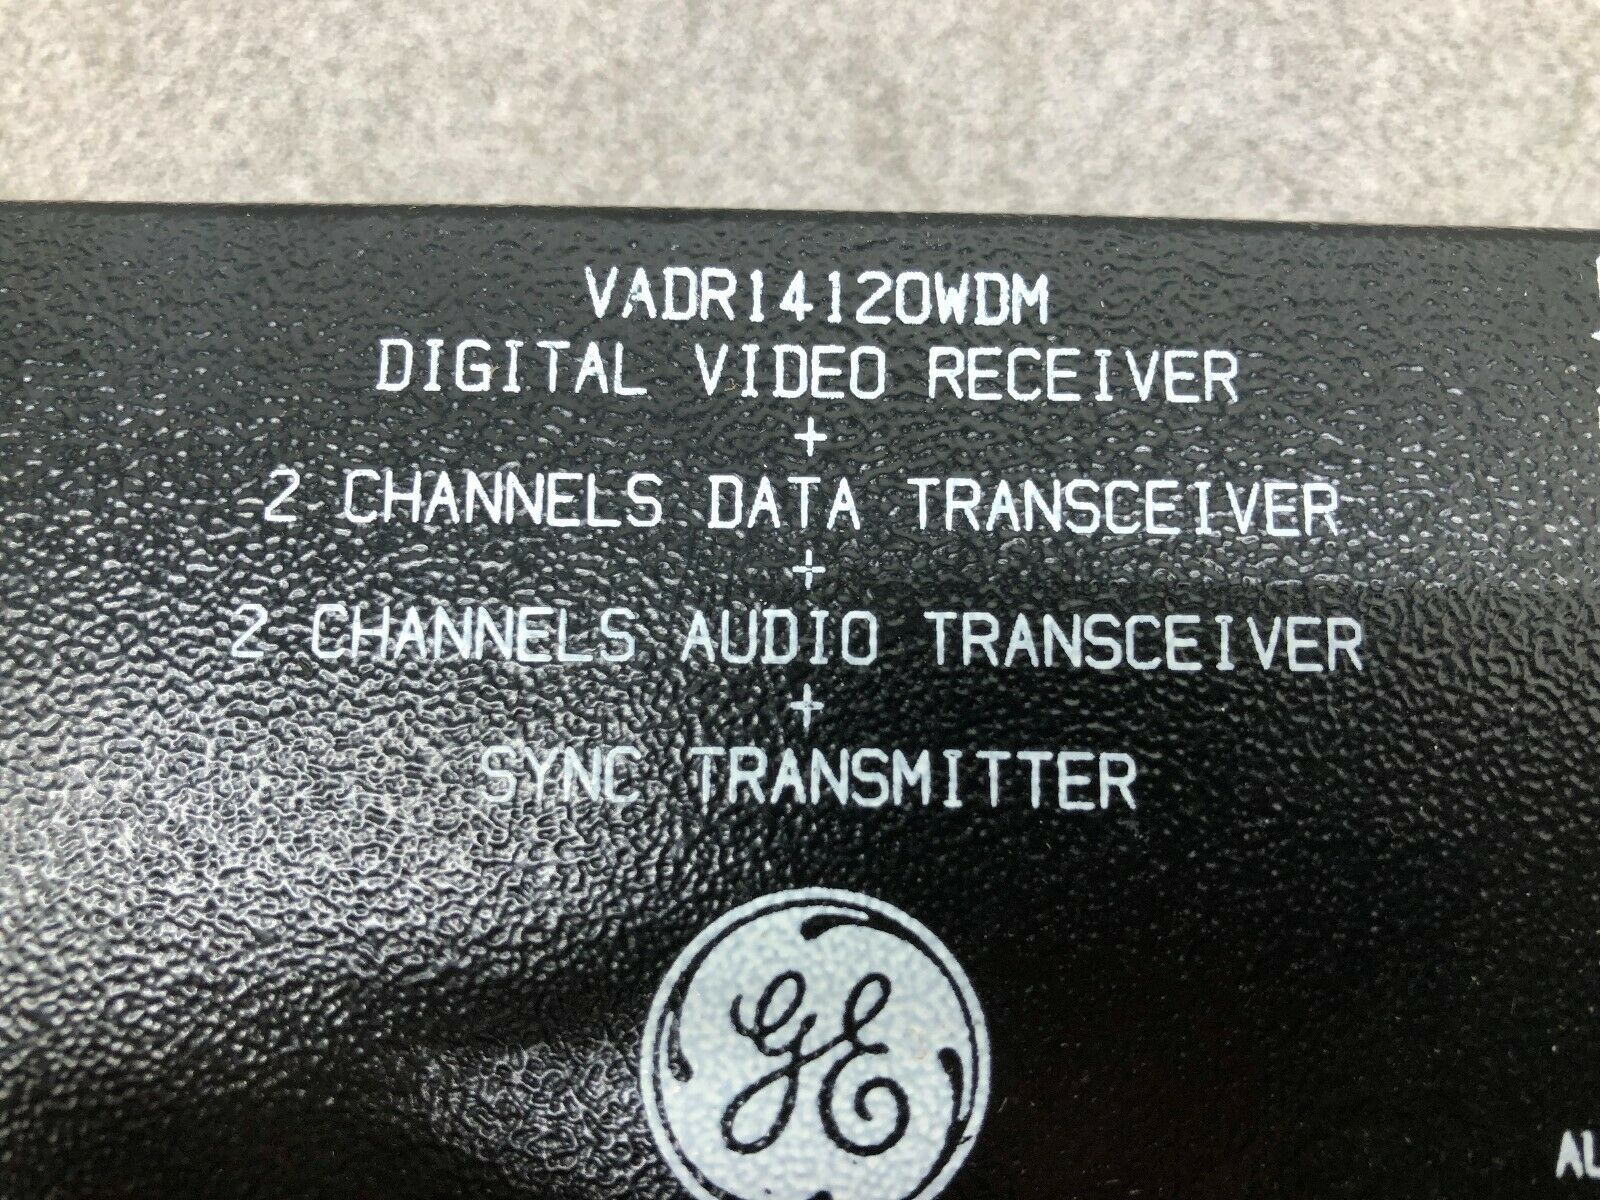 VADR14120WDM
DIGITAL VIDEO RECEIVER
+
2 CHANNELS DATA TRANSCEIVER
+
2 CHANNELS AUDIO TRANSCEIVER
+
SYNC TRANSMITTER
GE